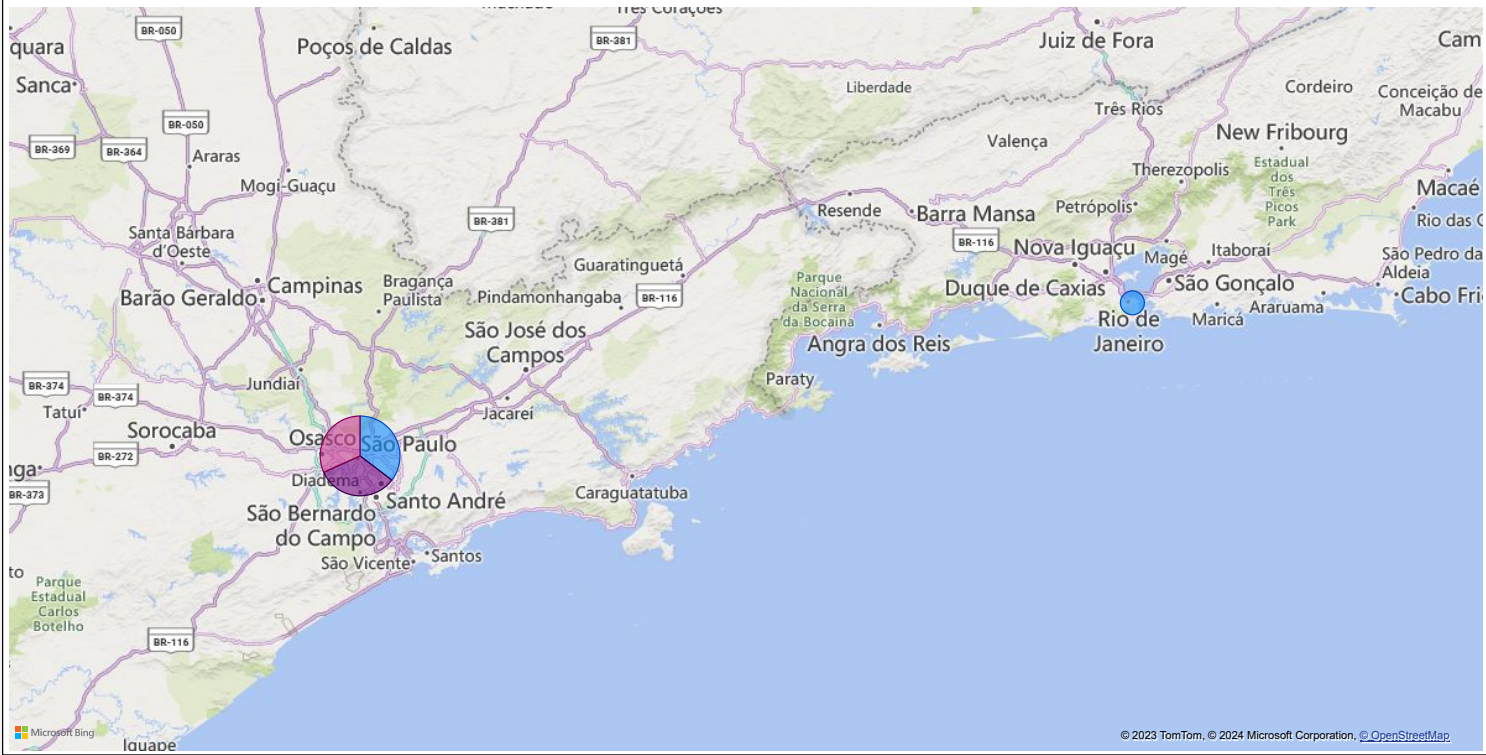 Três Corações
BR-050
quara
Poços de Caldas
BR-381
Juiz de Fora
Cam
Sanca
Liberdade
Cordeiro
Conceição de
Macabu
Três Rios
BR-050
New Fribourg
BR-369
BR-364
Araras
Valença
Therezopolis
Estadual
dos
Três
Picos
Park
Mogi-Guaçu
Macaé
Resende
Barra Mansa
Petrópolis
BR-381
Rio das O
Santa Bárbara
d'Oeste
BR-116
Nova Iguaçu
Magé
Itaboraí
São Pedro da
Aldeia
Guaratinguetá
Parque
Nacional
da Serra
da Bocaina
Campinas
Bragança
Paulista
Barão Geraldo
Pindamonhangaba
BR-116
Duque de Caxias
São Gonçalo
Cabo Fri
Araruama
Maricá
Rio de
Janeiro
São José dos
Campos
Angra dos Reis
Jundiaí
Paraty
BR-374
BR-374
Tatuí
Jacareí
Sorocaba
Osasco
São Paulo
BR-272
nga
Diadema
BR-373
Santo André
Caraguatatuba
São Bernardo
do Campo
São Vicente
Santos
to
Parque
Estadual
Carlos
Botelho
BR-116
Microsoft Bing
Iguape
© 2023 TomTom, © 2024 Microsoft Corporation, © OpenStreetMap